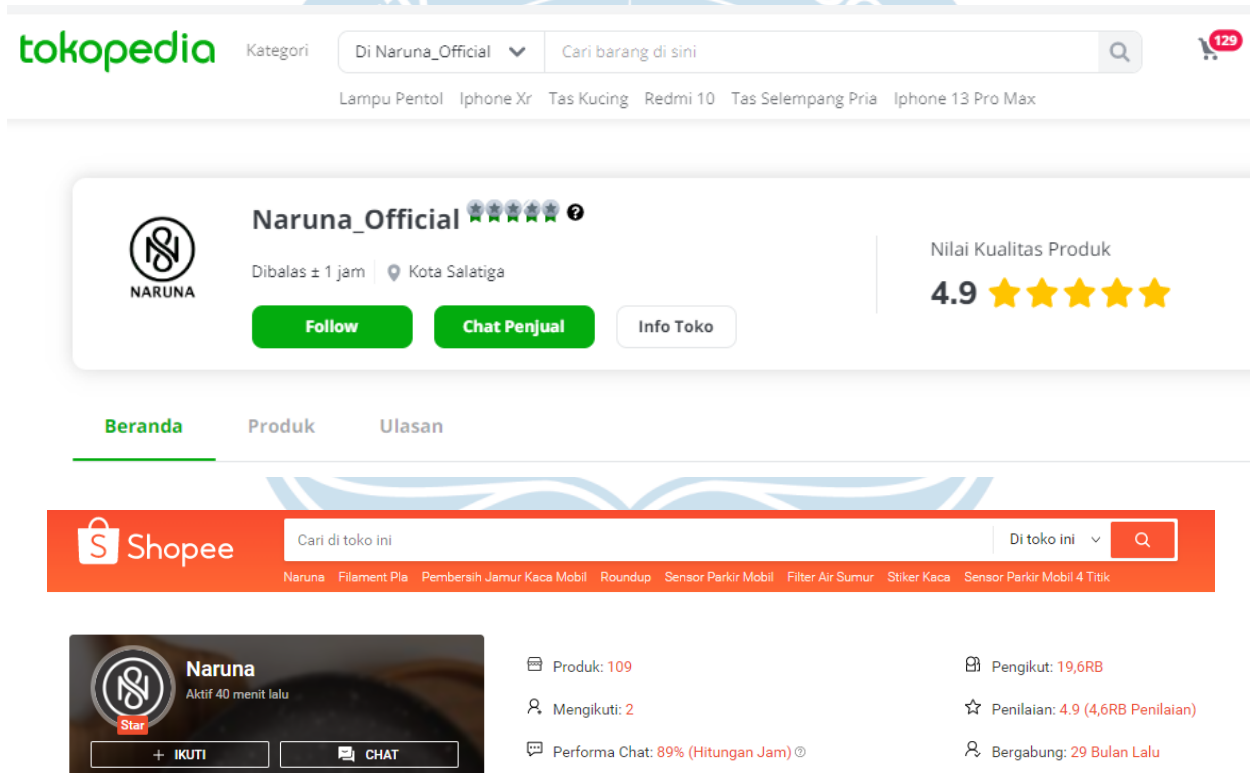 tokopedia Kategori Di Naruna_Official Cari barang di sini 129
Lampu Pentol Iphone Xr Tas Kucing Redmi 10 Tas Selempang Pria Iphone 13 Pro Max
Naruna_Official
NARUNA
Dibalas ± 1 jam Kota Salatiga
Follow Chat Penjual Info Toko
Nilai Kualitas Produk
4.9
Beranda Produk Ulasan
Shopee Cari di toko ini Di toko ini
Naruna Filament Pla Pembersih Jamur Kaca Mobil Roundup Sensor Parkir Mobil Filter Air Sumur Stiker Kaca Sensor Parkir Mobil 4 Titik
Naruna
Aktif 40 menit lalu
Star
+ IKUTI CHAT
Produk: 109 Pengikut: 19,6RB
Mengikuti: 2 Penilaian: 4.9 (4,6RB Penilaian)
Performa Chat: 89% (Hitungan Jam) Bergabung: 29 Bulan Lalu